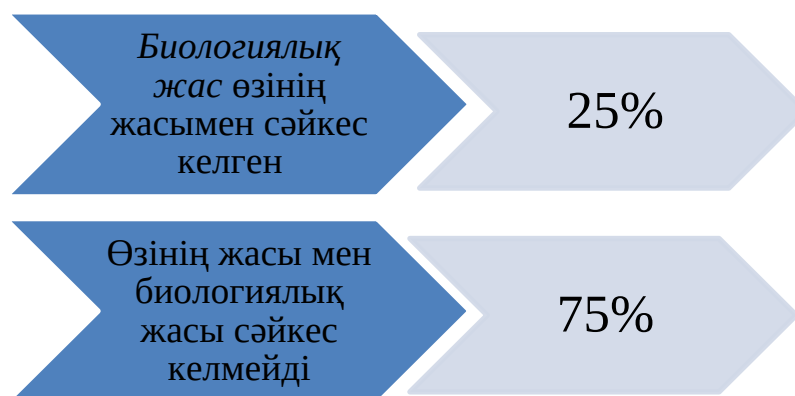 Биологиялық
жас өзінің
жасымен сәйкес
келген
25%
Өзінің жасы мен
биологиялық
жасы сәйкес
келмейді
75%